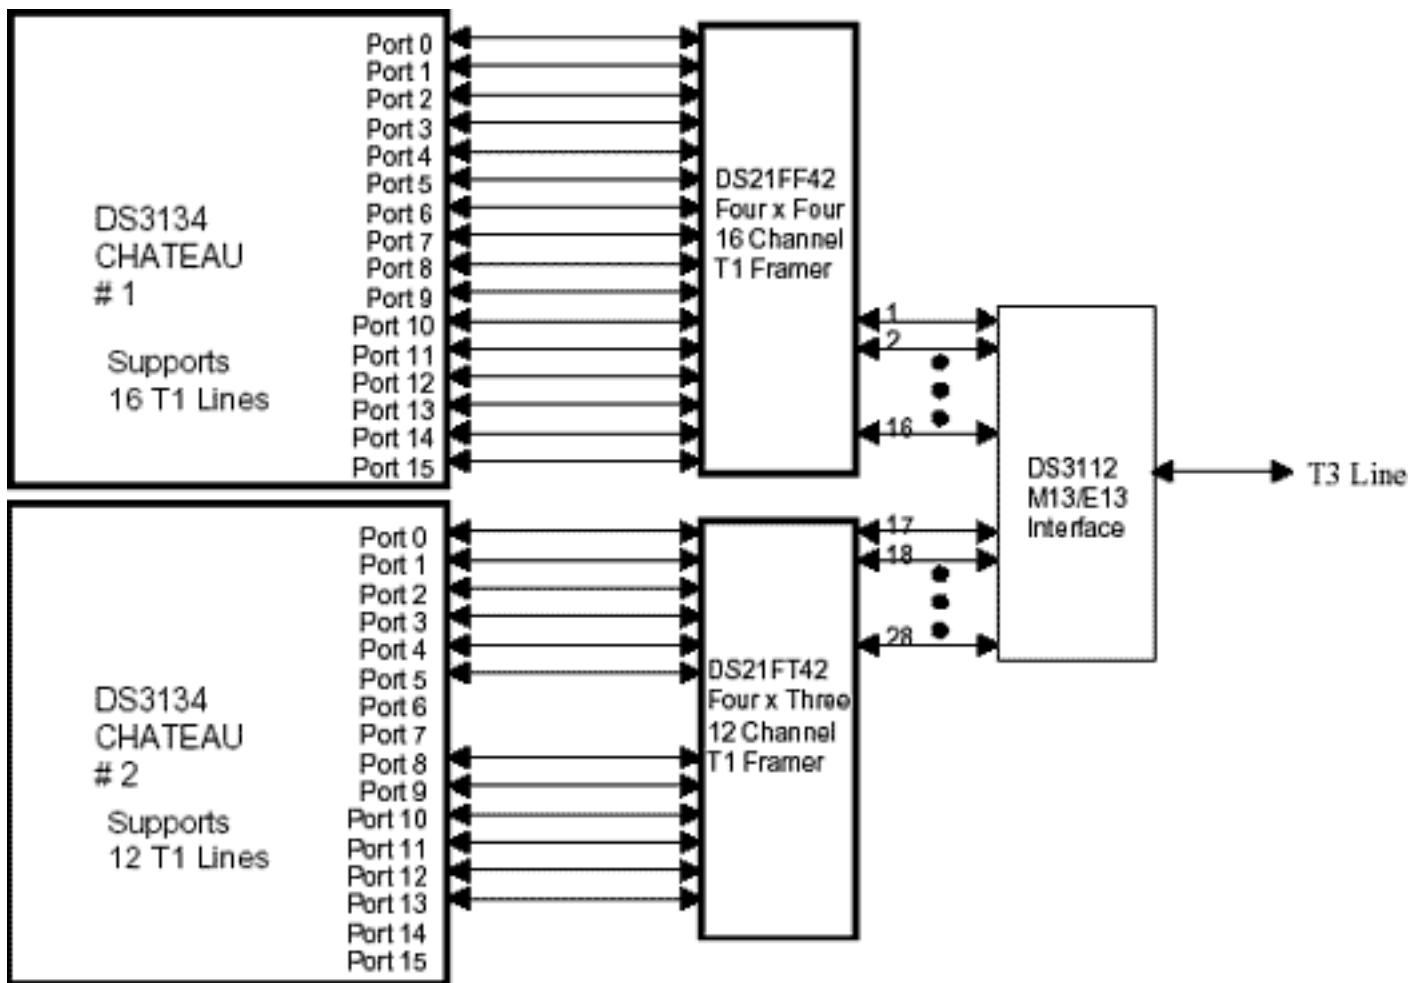 Port 0
Port 1
Port 2
Port 3
Port 4
Port 5
Port 6
Port 7
Port 8
Port 9
Port 10
Port 11
Port 12
Port 13
Port 14
Port 15
DS3134
CHATEAU
# 1
Supports
16 T1 Lines
DS21FF42
Four x Four
16 Channel
T1 Framer
1
2
16
DS3112
M13/E13
Interface
T3 Line
Port 0
Port 1
Port 2
Port 3
Port 4
Port 5
Port 6
Port 7
Port 8
Port 9
Port 10
Port 11
Port 12
Port 13
Port 14
Port 15
DS3134
CHATEAU
# 2
Supports
12 T1 Lines
DS21FT42
Four x Three
12 Channel
T1 Framer
17
18
28